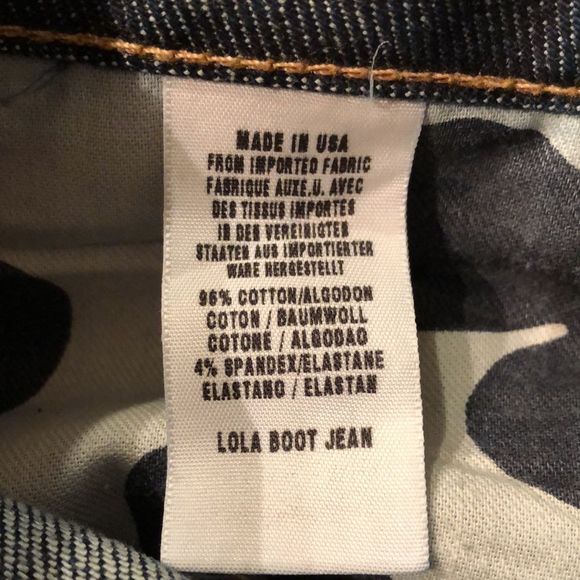 MADE IN USA
FROM IMPORTED FABRIC
FABRIQUE AUXE.U. AVEC
DES TISSUS IMPORTES
IN DEN VEREINIGTEN
STAATEN AUS IMPORTIERTER
WARE HERGESTELLT
96% COTTON/ALGODON
COTON / BAUMWOLL
COTONE / ALGODAO
4% SPANDEX/ELASTANE
ELASTANO / ELASTAN
LOLA BOOT JEAN